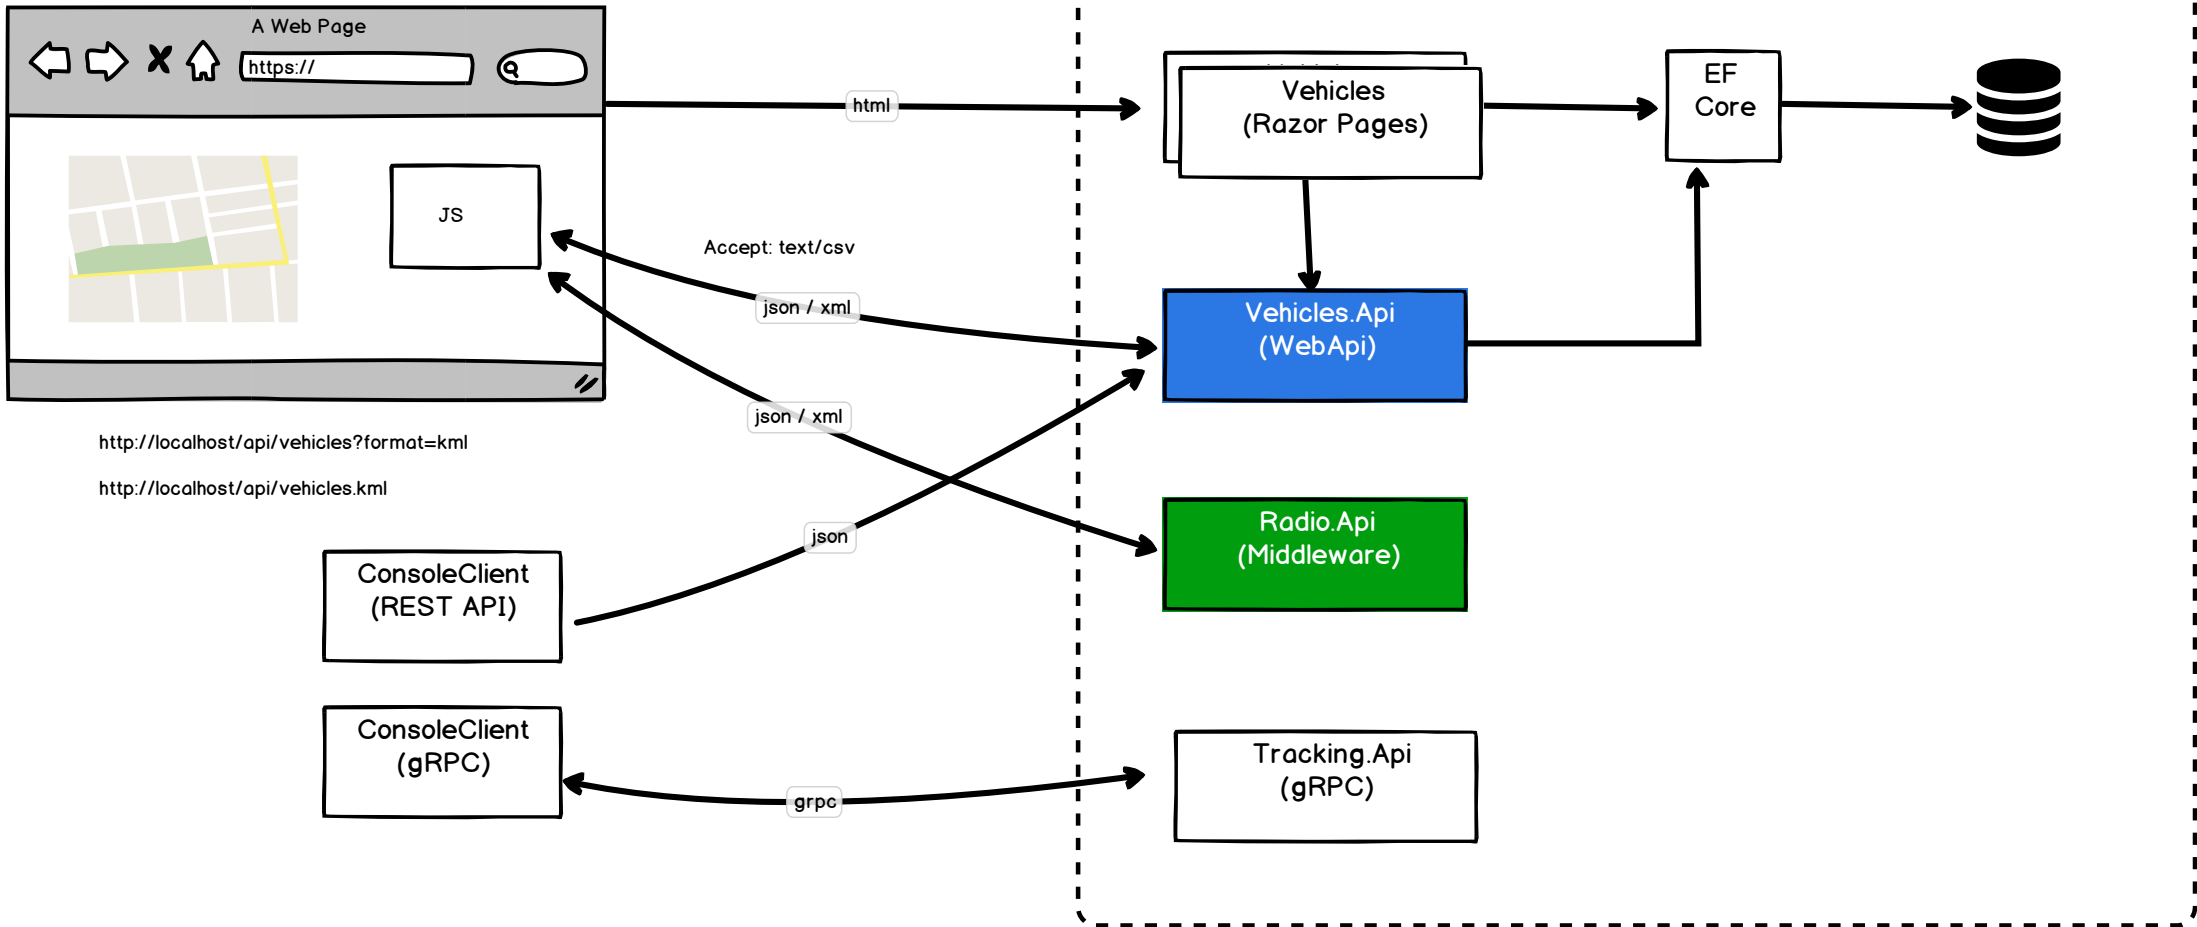 A Web Page
https://
JS
html
Accept: text/csv
json / xml
json / xml
http://localhost/api/vehicles?format=kml
http://localhost/api/vehicles.kml
json
ConsoleClient
(REST API)
ConsoleClient
(gRPC)
grpc
Vehicles
(Razor Pages)
EF
Core
Vehicles.Api
(WebApi)
Radio.Api
(Middleware)
Tracking.Api
(gRPC)